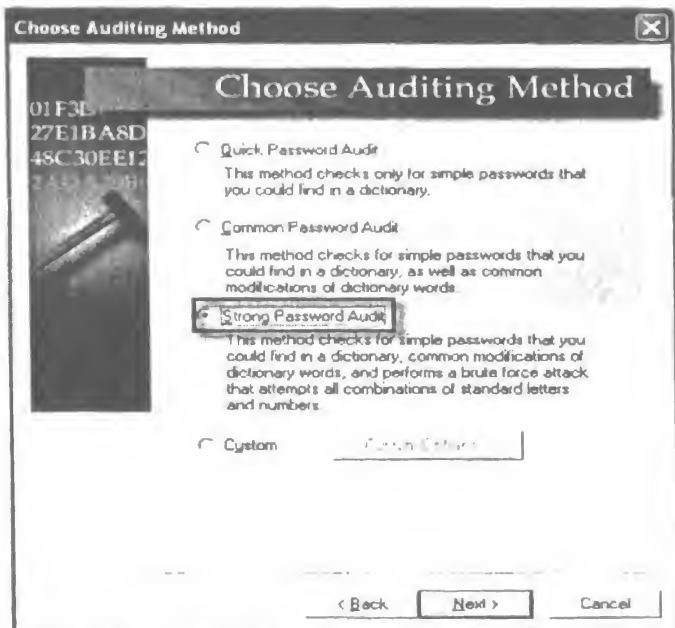 Choose Auditing Method
Choose Auditing Method
27E1BA8D
48C30EE12
Quick Password Audit
This method checks only for simple passwords that
you could find in a dictionary.
Common Password Audit
This method checks for simple passwords that you
could find in a dictionary, as well as common
modifications of dictionary words.
Strong Password Audit
This method checks for simple passwords that you
could find in a dictionary, common modifications of
dictionary words, and performs a brute force attack
that attempts all combinations of standard letters
and numbers.
Custom
< Back
Next >
Cancel